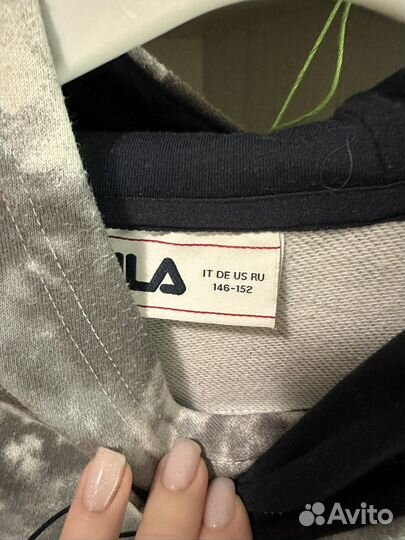 ILA
IT DE US RU
146-152
Avito